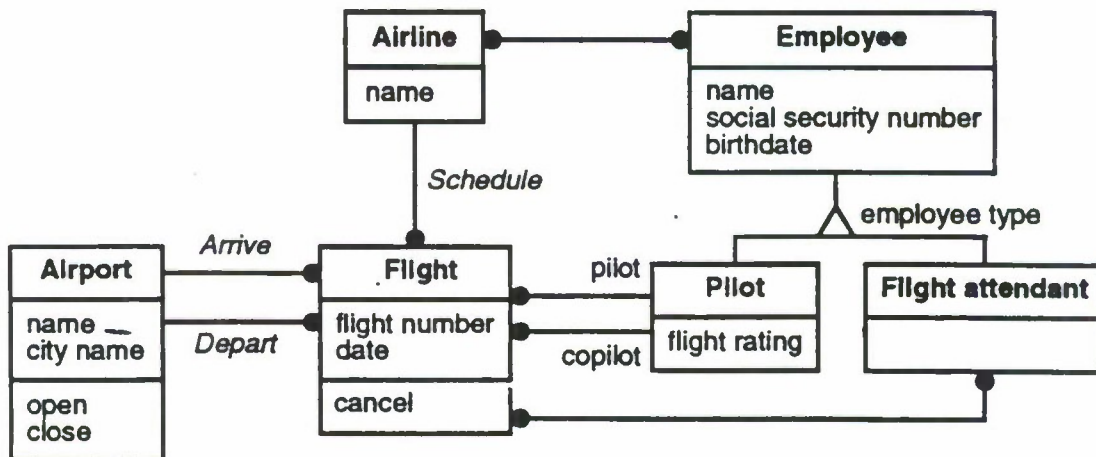 Airline
name
Employee
name
social security number
birthdate
Schedule
employee type
Arrive
Depart
Airport
name
city name
open
close
Flight
flight number
date
cancel
pilot
copilot
Pilot
flight rating
Flight attendant